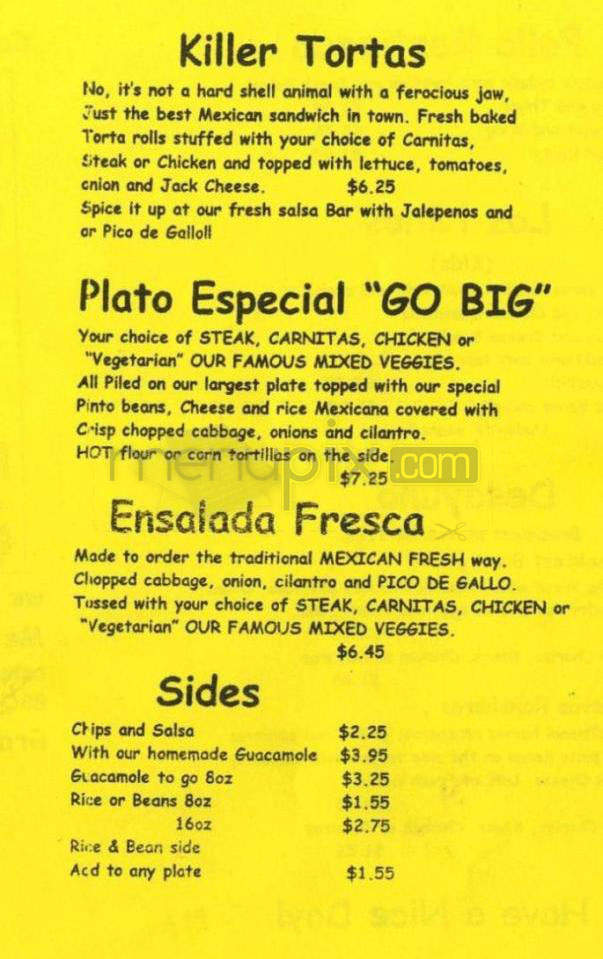 Killer Tortas
No, it's not a hard shell animal with a ferocious jaw,
Just the best Mexican sandwich in town. Fresh baked
Torta rolls stuffed with your choice of Carnitas,
Steak or Chicken and topped with lettuce, tomatoes,
onion and Jack Cheese. $6.25
Spice it up at our fresh salsa Bar with Jalepenos and
or Pico de Gallo!!
Plato Especial "GO BIG"
Your choice of STEAK, CARNITAS, CHICKEN or
"Vegetarian" OUR FAMOUS MIXED VEGGIES.
All Piled on our largest plate topped with our special
Pinto beans, Cheese and rice Mexicana covered with
Crisp chopped cabbage, onions and cilantro.
HOT flour or corn tortillas on the side.
menupix.com
$7.25
Ensalada Fresca
Made to order the traditional MEXICAN FRESH way.
Chopped cabbage, onion, cilantro and PICO DE GALLO.
Tossed with your choice of STEAK, CARNITAS, CHICKEN or
"Vegetarian" OUR FAMOUS MIXED VEGGIES.
$6.45
Sides
Chips and Salsa $2.25
With our homemade Guacamole $3.95
Guacamole to go 8oz $3.25
Rice or Beans 8oz $1.55
16oz $2.75
Rice & Bean side
Add to any plate $1.55
Have a Nice Day!